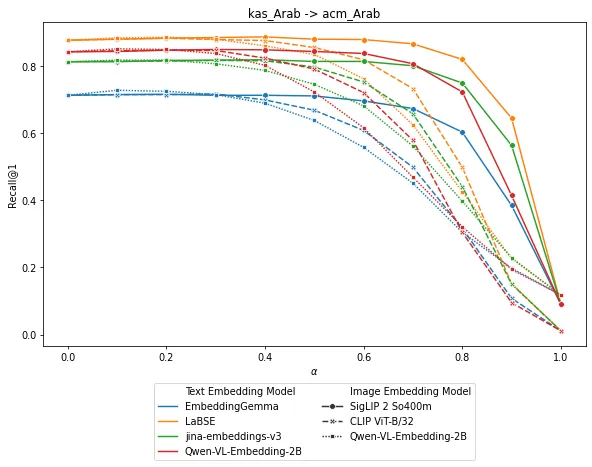 kas_Arab -> acm_Arab
Recall@1
0.8
0.6
0.4
0.2
0.0
0.0 0.2 0.4 0.6 0.8 1.0
α
Text Embedding Model
EmbeddingGemma
LaBSE
jina-embeddings-v3
Qwen-VL-Embedding-2B
Image Embedding Model
SigLIP 2 So400m
CLIP ViT-B/32
Qwen-VL-Embedding-2B